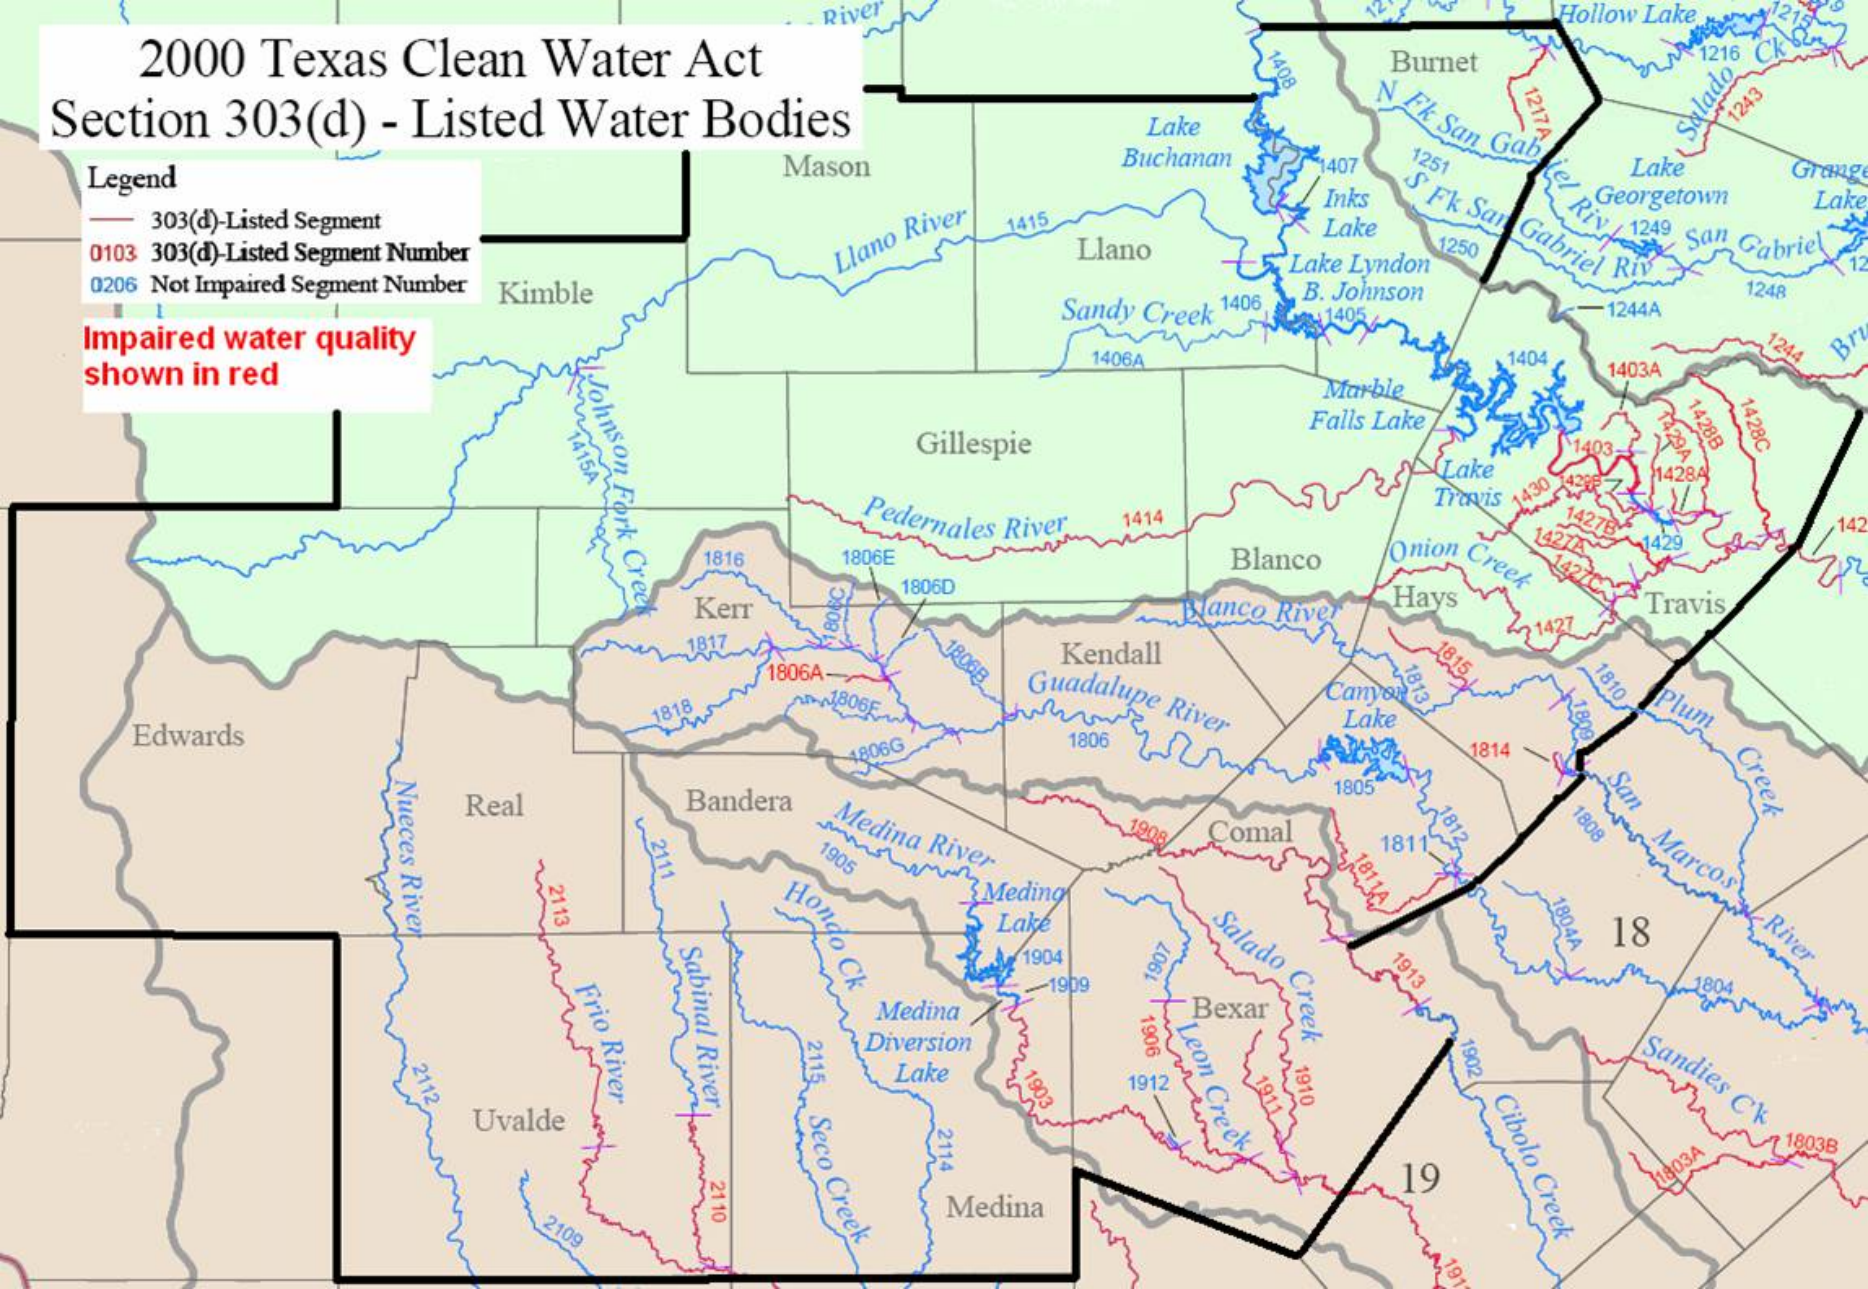 2000 Texas Clean Water Act
Section 303(d) - Listed Water Bodies
Legend
303(d)-Listed Segment
0103 303(d)-Listed Segment Number
0206 Not Impaired Segment Number
Impaired water quality
shown in red
River
Hollow Lake
1215
1216
Salado Ck
1243
Burnet
1408
1217A
N Fk San Gabriel Riv
1251
S Fk San Gabriel Riv
1250
Lake
Georgetown
1249
San Gabriel
1248
Lake
Buchanan
1407
Inks
Lake
Mason
Llano River
1415
Llano
Lake Lyndon
B. Johnson
1405
Sandy Creek
1406
1406A
1244A
1244
Kimble
Johnson Fork Creek
1415A
Gillespie
Marble
Falls Lake
1404
1403A
1403
1429A
1428B
1428C
1428A
Lake
Travis
1430
1427B
1427A
1427C
1429
Pedernales River
1414
Blanco
Onion Creek
Hays
1427
Travis
1816
Kerr
1817
1818
1806E
1806D
1806C
1806B
1806A
1806F
1806G
Kendall
Guadalupe River
1806
Blanco River
1815
1813
Canyon
Lake
1805
1810
Plum
Creek
1809
1814
San
Marcos
River
1808
Edwards
Nueces River
Real
Bandera
Medina River
1905
1908
Comal
1811
1812
1811A
2111
2113
Hondo Ck
Medina
Lake
1904
1909
Medina
Diversion
Lake
1907
Salado Creek
Bexar
1913
18
1804A
1804
Frio River
Sabinal River
2112
2115
Uvalde
Seco Creek
2114
2110
2109
Medina
1903
1906
Leon Creek
1912
1911
1910
19
1902
Cibolo Creek
Sandies C'k
1803A
1803B